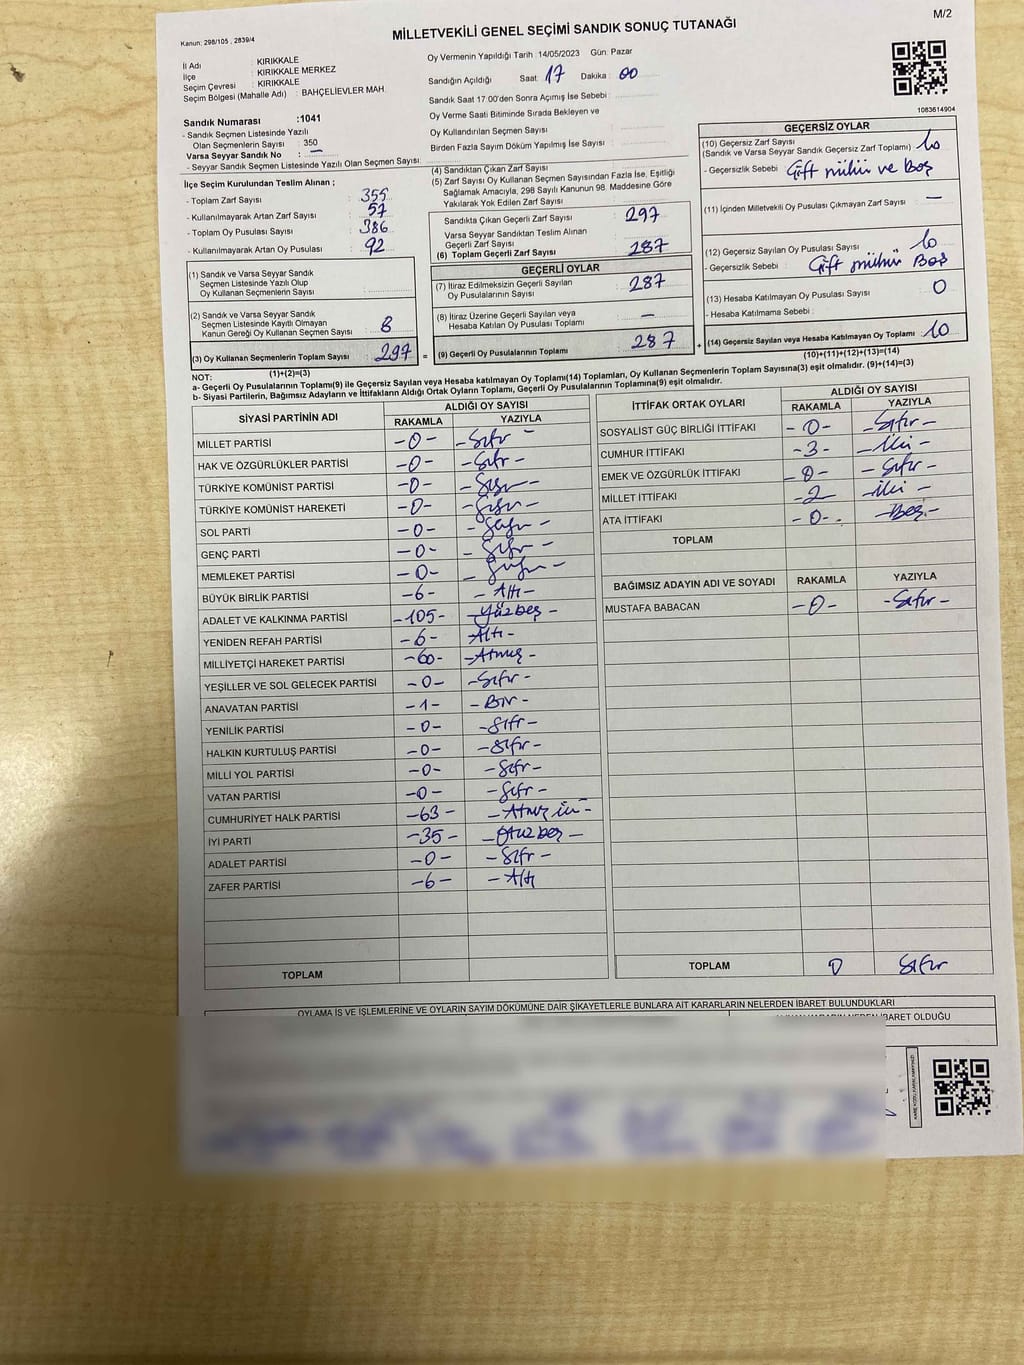 M/2
MİLLETVEKİLİ GENEL SEÇİMİ SANDIK SONUÇ TUTANAĞI
Kanun: 298/105 , 2839/4
İl Adı : KIRIKKALE
İlçe : KIRIKKALE MERKEZ
Seçim Çevresi : KIRIKKALE
Seçim Bölgesi (Mahalle Adı) : BAHÇELİEVLER MAH.
Sandık Numarası :1041
- Sandık Seçmen Listesinde Yazılı
Olan Seçmenlerin Sayısı : 350
Varsa Seyyar Sandık No : —
- Seyyar Sandık Seçmen Listesinde Yazılı Olan Seçmen Sayısı:
Oy Vermenin Yapıldığı Tarih : 14/05/2023 Gün: Pazar
Sandığın Açıldığı Saat: 17 Dakika : 00
Sandık Saat 17:00'den Sonra Açımış İse Sebebi :
Oy Verme Saati Bitiminde Sırada Bekleyen ve
Oy Kullandırılan Seçmen Sayısı :
Birden Fazla Sayım Döküm Yapılmış İse Sayısı :
1083614904
İlçe Seçim Kurulundan Teslim Alınan ;
- Toplam Zarf Sayısı : 355
- Kullanılmayarak Artan Zarf Sayısı : 57
- Toplam Oy Pusulası Sayısı : 386
- Kullanılmayarak Artan Oy Pusulası : 92
(1) Sandık ve Varsa Seyyar Sandık
Seçmen Listesinde Yazılı Olup
Oy Kullanan Seçmenlerin Sayısı :
(2) Sandık ve Varsa Seyyar Sandık
Seçmen Listesinde Kayıtlı Olmayan
Kanun Gereği Oy Kullanan Seçmen Sayısı : 8
(3) Oy Kullanan Seçmenlerin Toplam Sayısı : 297
(1)+(2)=(3)
(4) Sandıktan Çıkan Zarf Sayısı
(5) Zarf Sayısı Oy Kullanan Seçmen Sayısından Fazla İse, Eşitliği
Sağlamak Amacıyla, 298 Sayılı Kanunun 98. Maddesine Göre
Yakılarak Yok Edilen Zarf Sayısı :
Sandıkta Çıkan Geçerli Zarf Sayısı : 297
Varsa Seyyar Sandıktan Teslim Alınan
Geçerli Zarf Sayısı :
(6) Toplam Geçerli Zarf Sayısı : 287
GEÇERLİ OYLAR
(7) İtiraz Edilmeksizin Geçerli Sayılan
Oy Pusulalarının Sayısı : 287
(8) İtiraz Üzerine Geçerli Sayılan veya
Hesaba Katılan Oy Pusulası Toplamı : —
= (9) Geçerli Oy Pusulalarının Toplamı : 287 +
GEÇERSİZ OYLAR
(10) Geçersiz Zarf Sayısı
(Sandık ve Varsa Seyyar Sandık Geçersiz Zarf Toplamı) : 10
- Geçersizlik Sebebi : Çift mühür ve Boş
(11) İçinden Milletvekili Oy Pusulası Çıkmayan Zarf Sayısı : —
(12) Geçersiz Sayılan Oy Pusulası Sayısı : 10
- Geçersizlik Sebebi : Çift mühür Boş
(13) Hesaba Katılmayan Oy Pusulası Sayısı : 0
- Hesaba Katılmama Sebebi :
(14) Geçersiz Sayılan veya Hesaba Katılmayan Oy Toplamı : 10
(10)+(11)+(12)+(13)=(14)
NOT:
a- Geçerli Oy Pusulalarının Toplamı(9) ile Geçersiz Sayılan veya Hesaba katılmayan Oy Toplamı(14) Toplamları, Oy Kullanan Seçmenlerin Toplam Sayısına(3) eşit olmalıdır. (9)+(14)=(3)
b- Siyasi Partilerin, Bağımsız Adayların ve İttifakların Aldığı Ortak Oyların Toplamı, Geçerli Oy Pusulalarının Toplamına(9) eşit olmalıdır.
SİYASİ PARTİNİN ADI ALDIĞI OY SAYISI
RAKAMLA YAZIYLA
MİLLET PARTİSİ -0- -Sıfır-
HAK VE ÖZGÜRLÜKLER PARTİSİ -0- -Sıfır-
TÜRKİYE KOMÜNİST PARTİSİ -0- -Sıfır-
TÜRKİYE KOMÜNİST HAREKETİ -0- -Sıfır-
SOL PARTİ -0- -Sıfır-
GENÇ PARTİ -0- -Sıfır-
MEMLEKET PARTİSİ -0- -Sıfır-
BÜYÜK BİRLİK PARTİSİ -6- -Altı-
ADALET VE KALKINMA PARTİSİ -105- -Yüzbeş-
YENİDEN REFAH PARTİSİ -6- -Altı-
MİLLİYETÇİ HAREKET PARTİSİ -60- -Atmış-
YEŞİLLER VE SOL GELECEK PARTİSİ -0- -Sıfır-
ANAVATAN PARTİSİ -1- -Bir-
YENİLİK PARTİSİ -0- -Sıfır-
HALKIN KURTULUŞ PARTİSİ -0- -Sıfır-
MİLLİ YOL PARTİSİ -0- -Sıfır-
VATAN PARTİSİ -0- -Sıfır-
CUMHURİYET HALK PARTİSİ -63- -Atmış üç-
İYİ PARTİ -35- -Otuzbeş-
ADALET PARTİSİ -0- -Sıfır-
ZAFER PARTİSİ -6- -Altı
TOPLAM
İTTİFAK ORTAK OYLARI ALDIĞI OY SAYISI
RAKAMLA YAZIYLA
SOSYALİST GÜÇ BİRLİĞİ İTTİFAKI -0- -Sıfır-
CUMHUR İTTİFAKI -3- -İki-
EMEK VE ÖZGÜRLÜK İTTİFAKI -0- -Sıfır-
MİLLET İTTİFAKI -2- -İki-
ATA İTTİFAKI -0- -Beş-
TOPLAM
BAĞIMSIZ ADAYIN ADI VE SOYADI RAKAMLA YAZIYLA
MUSTAFA BABACAN -0- -Sıfır-
TOPLAM 0 Sıfır
OYLAMA İŞ VE İŞLEMLERİNE VE OYLARIN SAYIM DÖKÜMÜNE DAİR ŞİKAYETLERLE BUNLARA AİT KARARLARIN NELERDEN İBARET BULUNDUKLARI
İBARET OLDUĞU